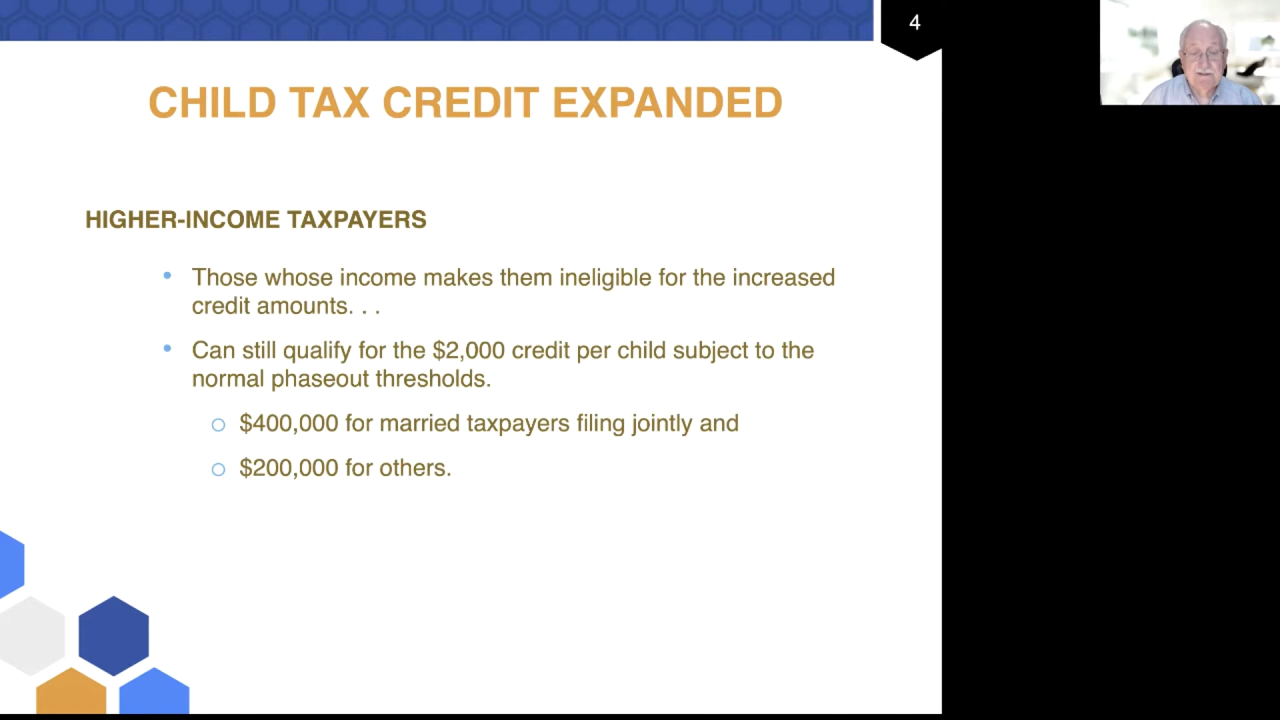 4
CHILD TAX CREDIT EXPANDED
HIGHER-INCOME TAXPAYERS
• Those whose income makes them ineligible for the increased
credit amounts. . .
• Can still qualify for the $2,000 credit per child subject to the
normal phaseout thresholds.
○ $400,000 for married taxpayers filing jointly and
○ $200,000 for others.